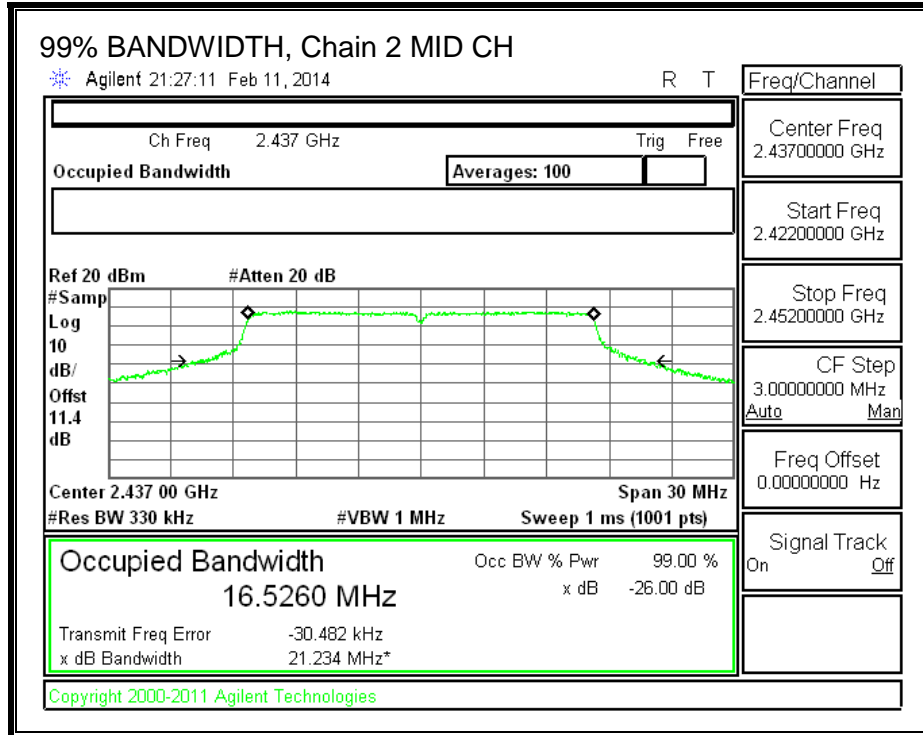 99% BANDWIDTH, Chain 2 MID CH
Agilent 21:27:11 Feb 11, 2014 R T
Ch Freq 2.437 GHz Trig Free
Occupied Bandwidth Averages: 100
Ref 20 dBm #Atten 20 dB
#Samp
Log
10
dB/
Offst
11.4
dB
Center 2.437 00 GHz Span 30 MHz
#Res BW 330 kHz #VBW 1 MHz Sweep 1 ms (1001 pts)
Occupied Bandwidth Occ BW % Pwr 99.00 %
16.5260 MHz x dB -26.00 dB
Transmit Freq Error -30.482 kHz
x dB Bandwidth 21.234 MHz*
Copyright 2000-2011 Agilent Technologies
Freq/Channel
Center Freq
2.43700000 GHz
Start Freq
2.42200000 GHz
Stop Freq
2.45200000 GHz
CF Step
3.00000000 MHz
Auto Man
Freq Offset
0.00000000 Hz
Signal Track
On Off